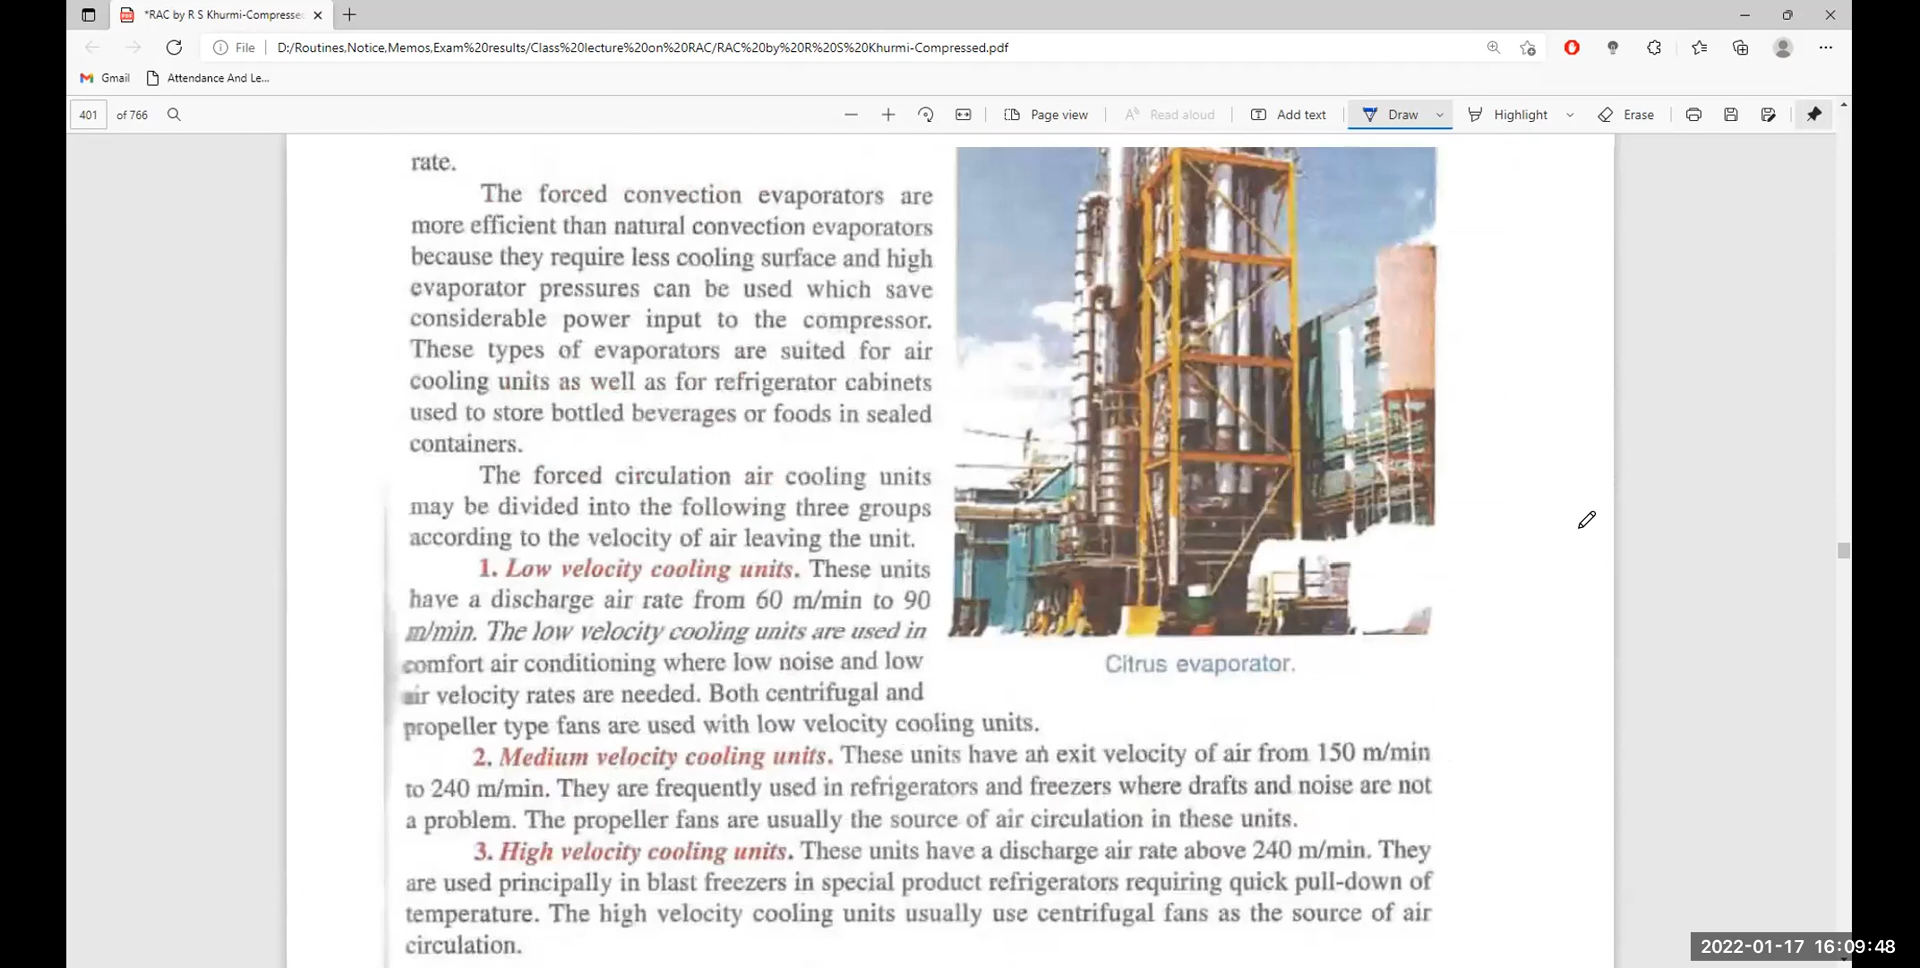 *RAC by R S Khurmi-Compressed
File D:/Routines,Notice,Memos,Exam%20results/Class%20lecture%20on%20RAC/RAC%20by%20R%20S%20Khurmi-Compressed.pdf
Gmail Attendance And Le...
401 of 766 Page view Read aloud Add text Draw Highlight Erase
rate.
The forced convection evaporators are
more efficient than natural convection evaporators
because they require less cooling surface and high
evaporator pressures can be used which save
considerable power input to the compressor.
These types of evaporators are suited for air
cooling units as well as for refrigerator cabinets
used to store bottled beverages or foods in sealed
containers.
The forced circulation air cooling units
may be divided into the following three groups
according to the velocity of air leaving the unit.
1. Low velocity cooling units. These units
have a discharge air rate from 60 m/min to 90
m/min. The low velocity cooling units are used in
comfort air conditioning where low noise and low
air velocity rates are needed. Both centrifugal and
propeller type fans are used with low velocity cooling units.
Citrus evaporator.
2. Medium velocity cooling units. These units have an exit velocity of air from 150 m/min
to 240 m/min. They are frequently used in refrigerators and freezers where drafts and noise are not
a problem. The propeller fans are usually the source of air circulation in these units.
3. High velocity cooling units. These units have a discharge air rate above 240 m/min. They
are used principally in blast freezers in special product refrigerators requiring quick pull-down of
temperature. The high velocity cooling units usually use centrifugal fans as the source of air
circulation.
2022-01-17 16:09:48